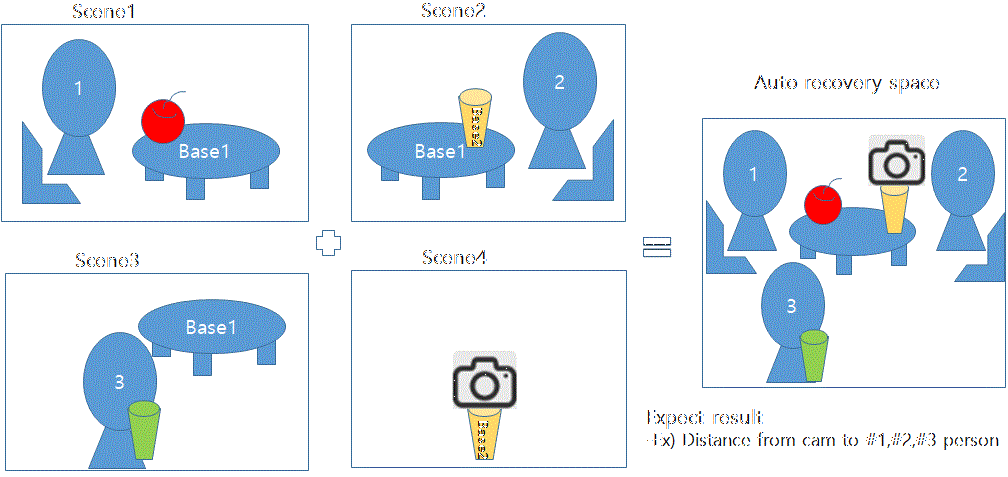 Scene1
Scene2
1
2
Base1
Base1
Auto recovery space
1
2
3
Scene3
Scene4
Base1
3
Expect result
-Ex) Distance from cam to #1,#2,#3 person